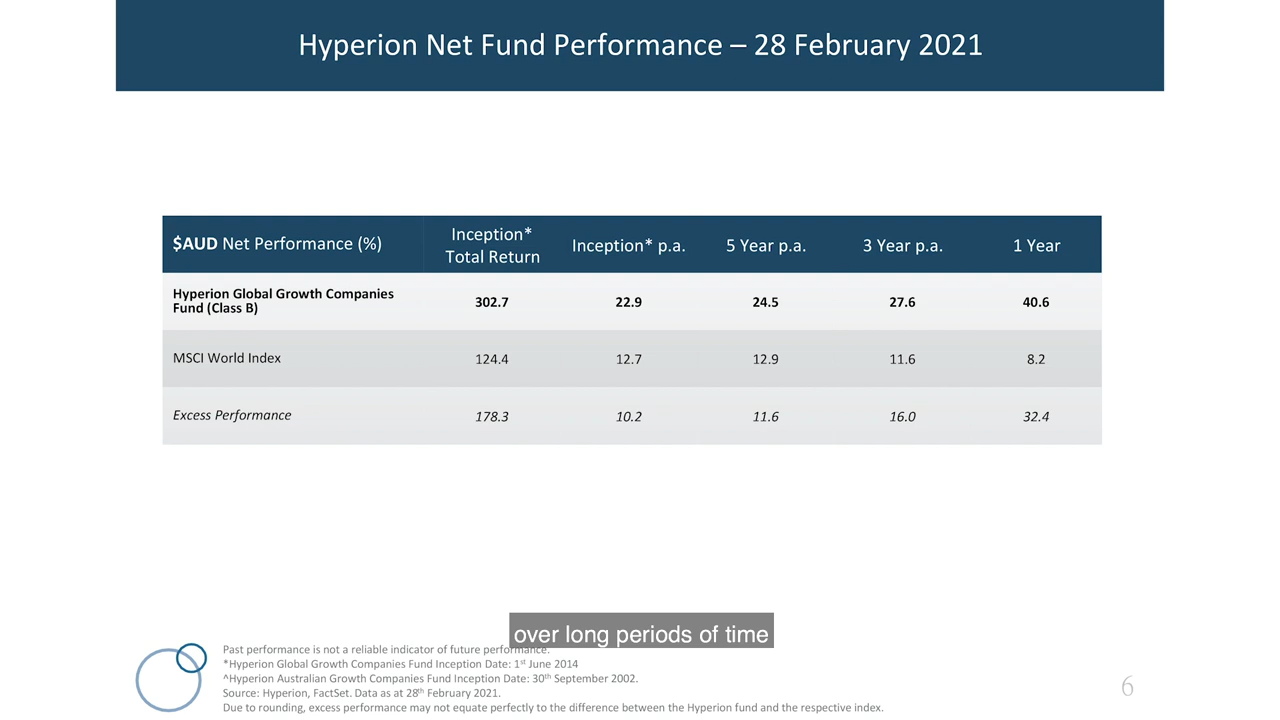 Hyperion Net Fund Performance – 28 February 2021
$AUD Net Performance (%) Inception* Total Return Inception* p.a. 5 Year p.a. 3 Year p.a. 1 Year
Hyperion Global Growth Companies Fund (Class B) 302.7 22.9 24.5 27.6 40.6
MSCI World Index 124.4 12.7 12.9 11.6 8.2
Excess Performance 178.3 10.2 11.6 16.0 32.4
over long periods of time
Past performance is not a reliable indicator of future performance.
*Hyperion Global Growth Companies Fund Inception Date: 1st June 2014
^Hyperion Australian Growth Companies Fund Inception Date: 30th September 2002.
Source: Hyperion, FactSet. Data as at 28th February 2021.
Due to rounding, excess performance may not equate perfectly to the difference between the Hyperion fund and the respective index.
6